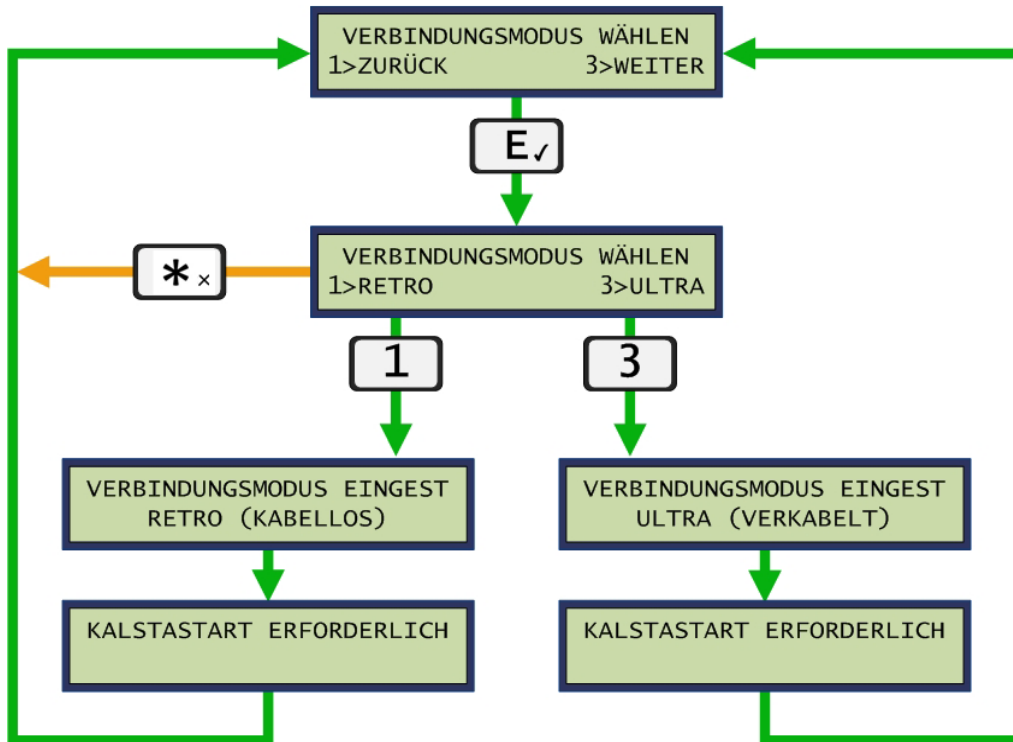 VERBINDUNGSMODUS WÄHLEN
1>ZURÜCK 3>WEITER
E✓
VERBINDUNGSMODUS WÄHLEN
1>RETRO 3>ULTRA
*×
1
3
VERBINDUNGSMODUS EINGEST
RETRO (KABELLOS)
VERBINDUNGSMODUS EINGEST
ULTRA (VERKABELT)
KALSTASTART ERFORDERLICH
KALSTASTART ERFORDERLICH